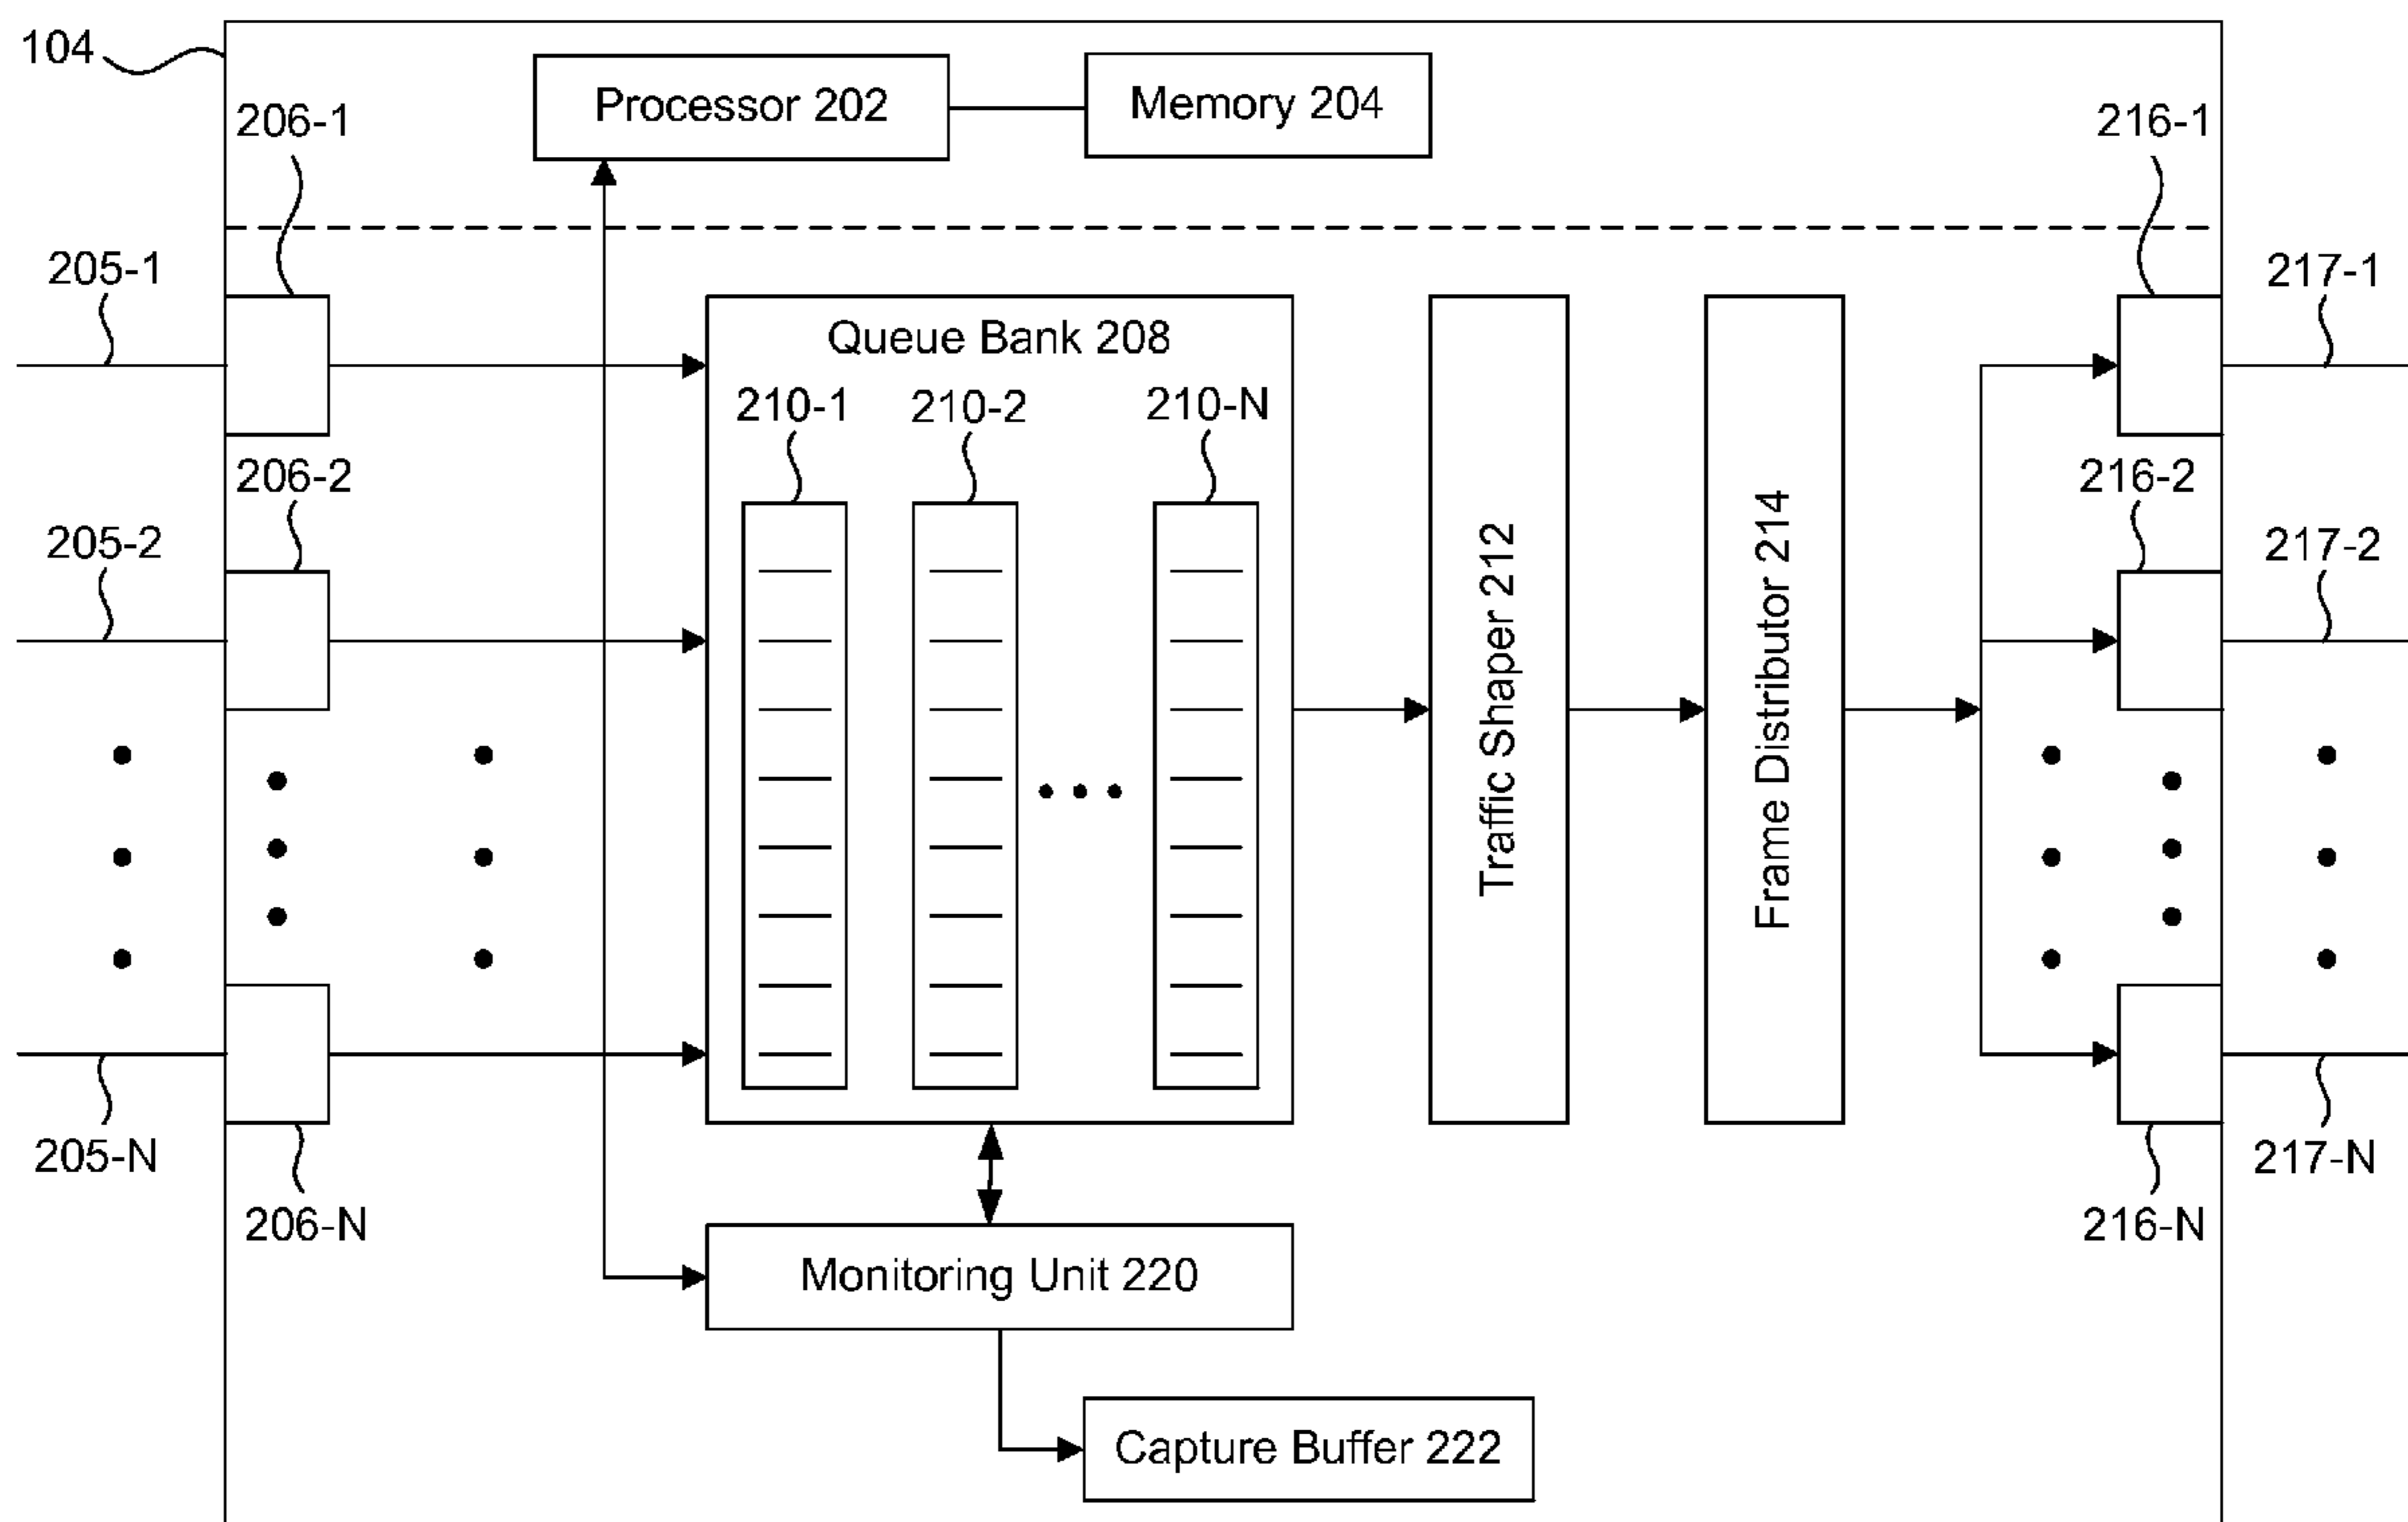 104
Processor 202
Memory 204
206-1
216-1
205-1
217-1
Queue Bank 208
210-1
210-2
210-N
206-2
216-2
205-2
217-2
Traffic Shaper 212
Frame Distributor 214
205-N
217-N
206-N
216-N
Monitoring Unit 220
Capture Buffer 222